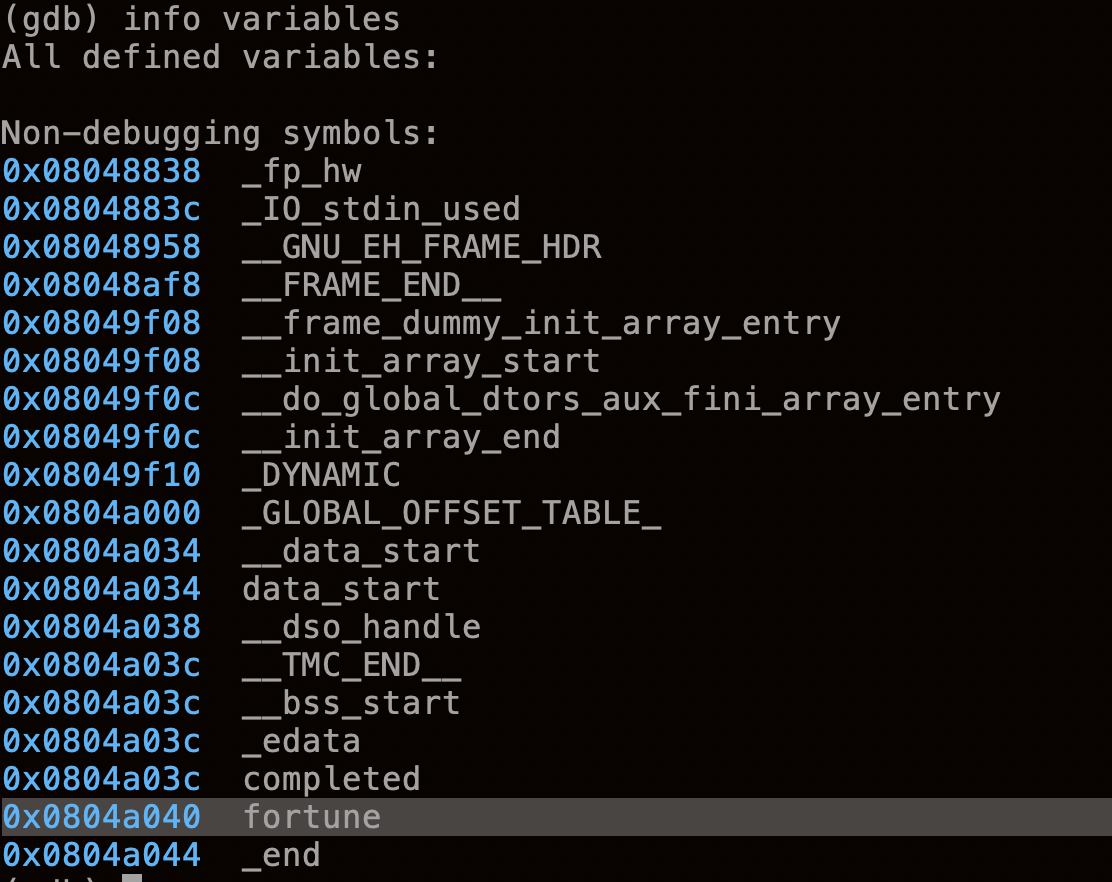 (gdb) info variables
All defined variables:
Non-debugging symbols:
0x08048838  _fp_hw
0x0804883c  _IO_stdin_used
0x08048958  __GNU_EH_FRAME_HDR
0x08048af8  __FRAME_END__
0x08049f08  __frame_dummy_init_array_entry
0x08049f08  __init_array_start
0x08049f0c  __do_global_dtors_aux_fini_array_entry
0x08049f0c  __init_array_end
0x08049f10  _DYNAMIC
0x0804a000  _GLOBAL_OFFSET_TABLE_
0x0804a034  __data_start
0x0804a034  data_start
0x0804a038  __dso_handle
0x0804a03c  __TMC_END__
0x0804a03c  __bss_start
0x0804a03c  _edata
0x0804a03c  completed
0x0804a040  fortune
0x0804a044  _end